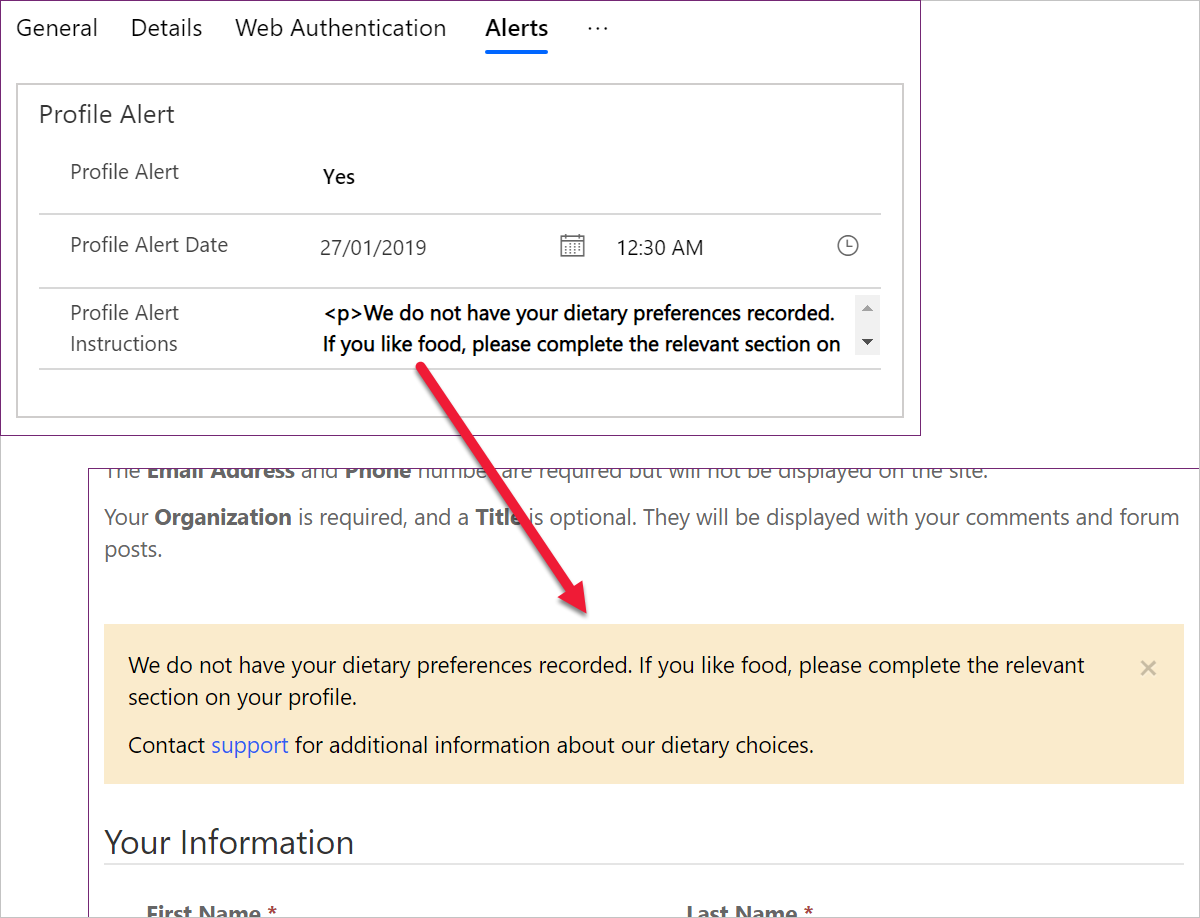 General Details Web Authentication Alerts ...
Profile Alert
Profile Alert Yes
Profile Alert Date 27/01/2019 12:30 AM
Profile Alert <p>We do not have your dietary preferences recorded.
Instructions If you like food, please complete the relevant section on
The Email Address and Phone number are required but will not be displayed on the site.
Your Organization is required, and a Title is optional. They will be displayed with your comments and forum
posts.
We do not have your dietary preferences recorded. If you like food, please complete the relevant
section on your profile.
Contact support for additional information about our dietary choices.
Your Information
First Name * Last Name *